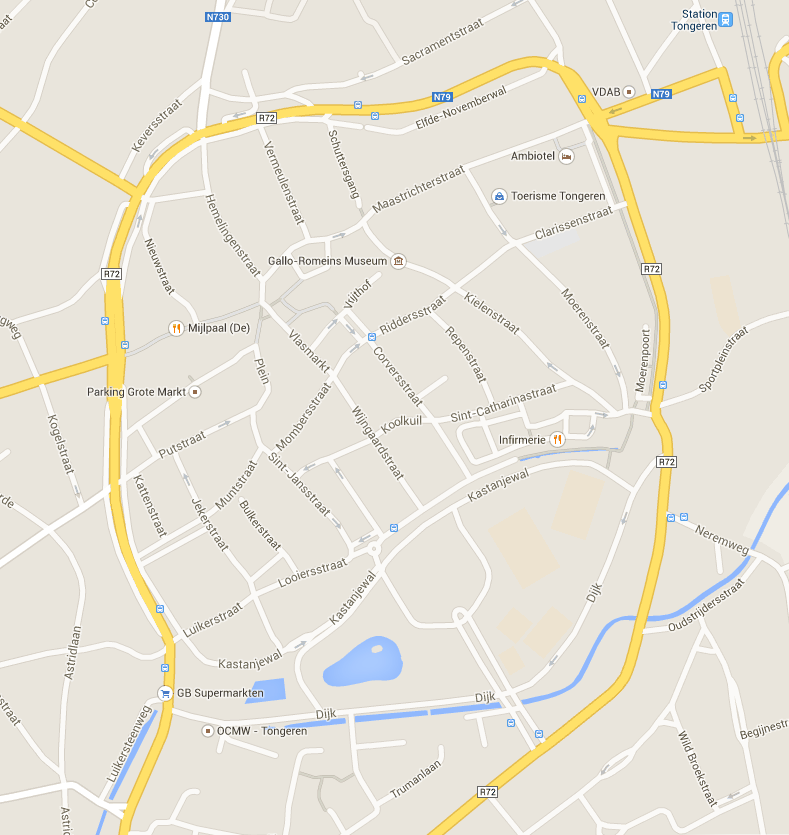 N730
Station
Tongeren
Sacramentstraat
VDAB
N79
N79
Keversstraat
R72
Elfde-Novemberwal
Schuttersgang
Vermeulenstraat
Ambiotel
Maastrichterstraat
Toerisme Tongeren
Hemelingenstraat
Clarissenstraat
Nieuwstraat
Gallo-Romeins Museum
R72
R72
Vrijthof
Kielenstraat
Moerenstraat
Riddersstraat
Mijlpaal (De)
Repenstraat
Vlasmarkt
Corversstraat
Plein
Moerenpoort
Sportpleinstraat
Parking Grote Markt
Sint-Catharinastraat
Mombersstraat
Koolkuil
Wijngaardstraat
Kogelstraat
Putstraat
Infirmerie
R72
Sint-Jansstraat
Muntstraat
Kastanjewal
Kattenstraat
Jekerstraat
Bulkerstraat
Neremweg
Looiersstraat
Dijk
Kastanjewal
Oudstrijdersstraat
Luikerstraat
Astridlaan
Kastanjewal
GB Supermarkten
Dijk
Dijk
Luikersteenweg
OCMW - Tongeren
Begijnestr
Wild Broekstraat
Trumanlaan
R72
Astrid